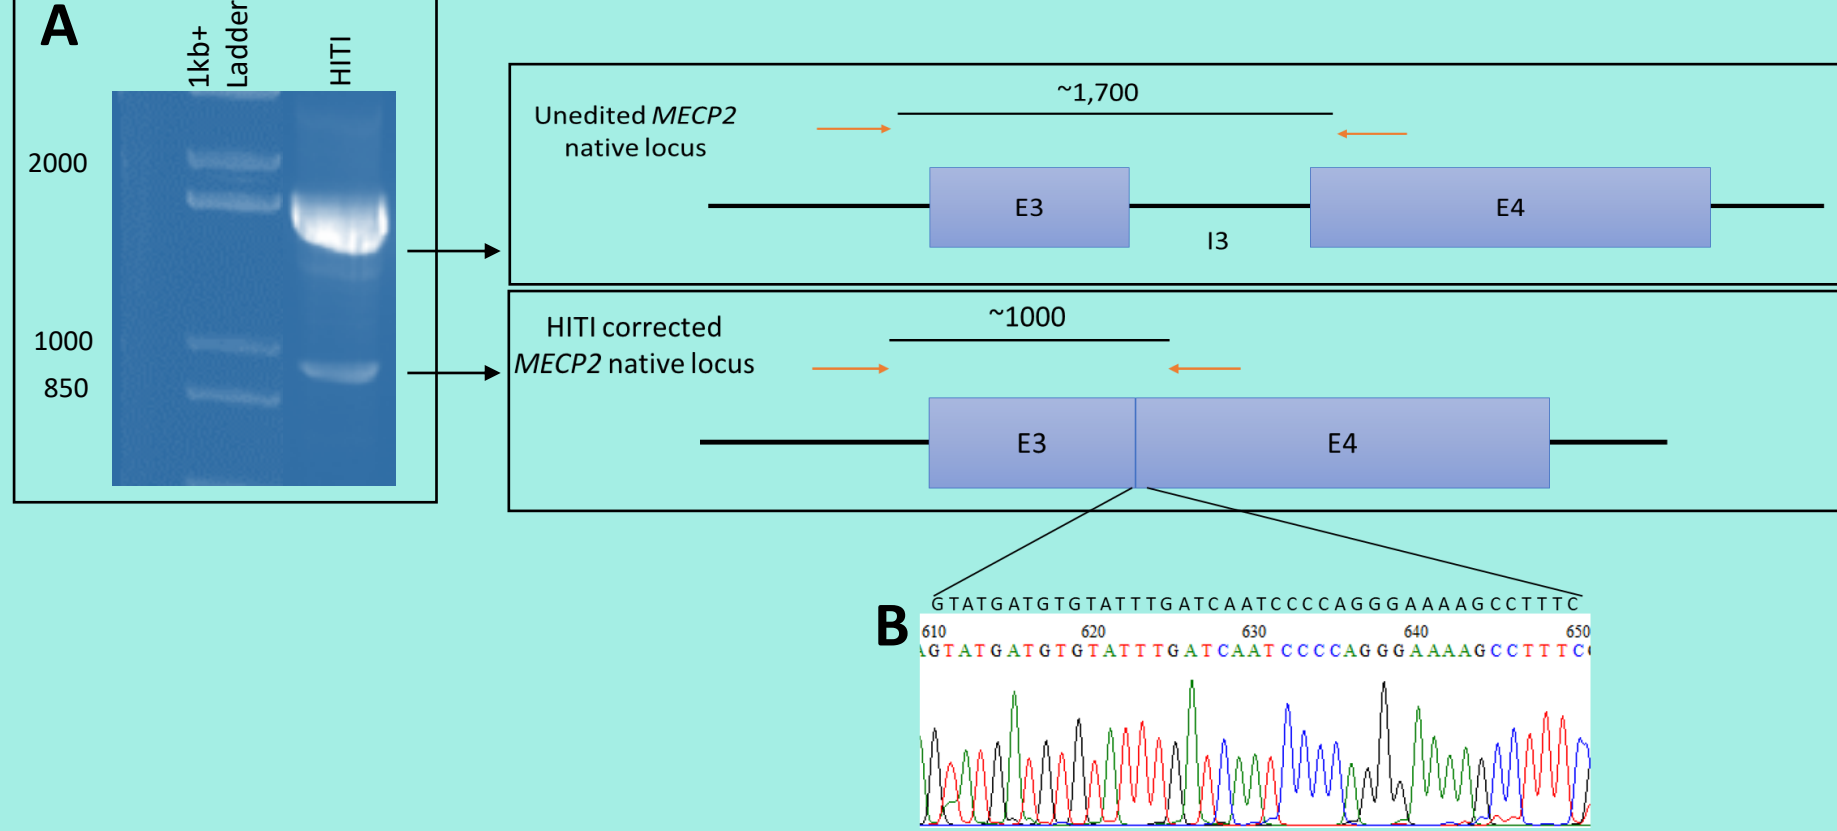 A
1kb+
Ladder
HITI
2000
1000
850
Unedited MECP2
native locus
~1,700
E3
I3
E4
HITI corrected
MECP2 native locus
~1000
E3
E4
B
GTATGATGTGTATTTGATCAATCCCCAGGGAAAAGCCTTTC
610 620 630 640 650
AGTATGATGTGTATTTGATCAATCCCCAGGGAAAAGCCTTTC